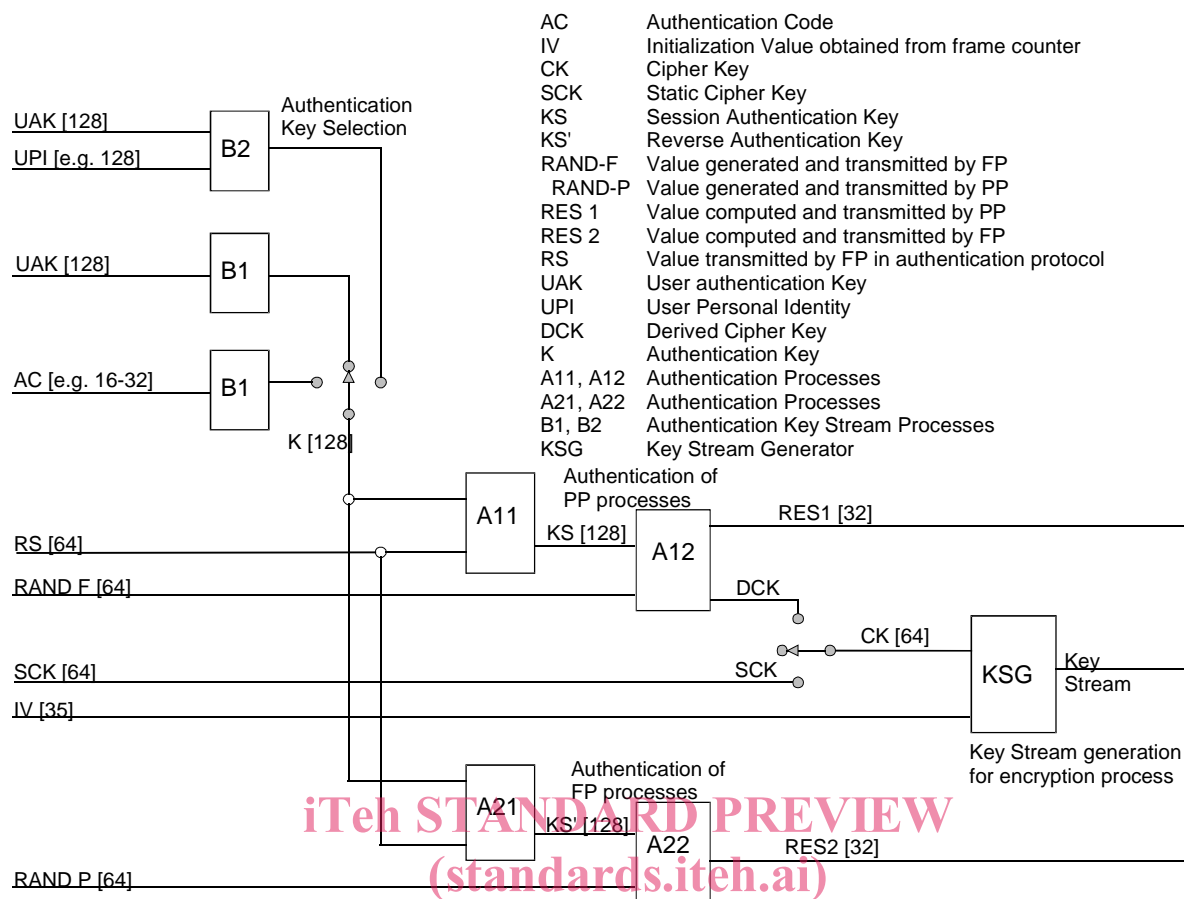 AC Authentication Code
IV Initialization Value obtained from frame counter
CK Cipher Key
SCK Static Cipher Key
KS Session Authentication Key
KS' Reverse Authentication Key
RAND-F Value generated and transmitted by FP
RAND-P Value generated and transmitted by PP
RES 1 Value computed and transmitted by PP
RES 2 Value computed and transmitted by FP
RS Value transmitted by FP in authentication protocol
UAK User authentication Key
UPI User Personal Identity
DCK Derived Cipher Key
K Authentication Key
A11, A12 Authentication Processes
A21, A22 Authentication Processes
B1, B2 Authentication Key Stream Processes
KSG Key Stream Generator
Authentication
Key Selection
UAK [128]
UPI [e.g. 128]
B2
UAK [128]
B1
AC [e.g. 16-32]
B1
K [128]
Authentication of
PP processes
A11
KS [128]
A12
RES1 [32]
RS [64]
RAND F [64]
DCK
CK [64]
SCK [64]
SCK
KSG
Key
Stream
IV [35]
Key Stream generation
for encryption process
Authentication of
FP processes
A21
KS' [128]
A22
RES2 [32]
RAND P [64]
iTeh STANDARD PREVIEW
(standards.iteh.ai)